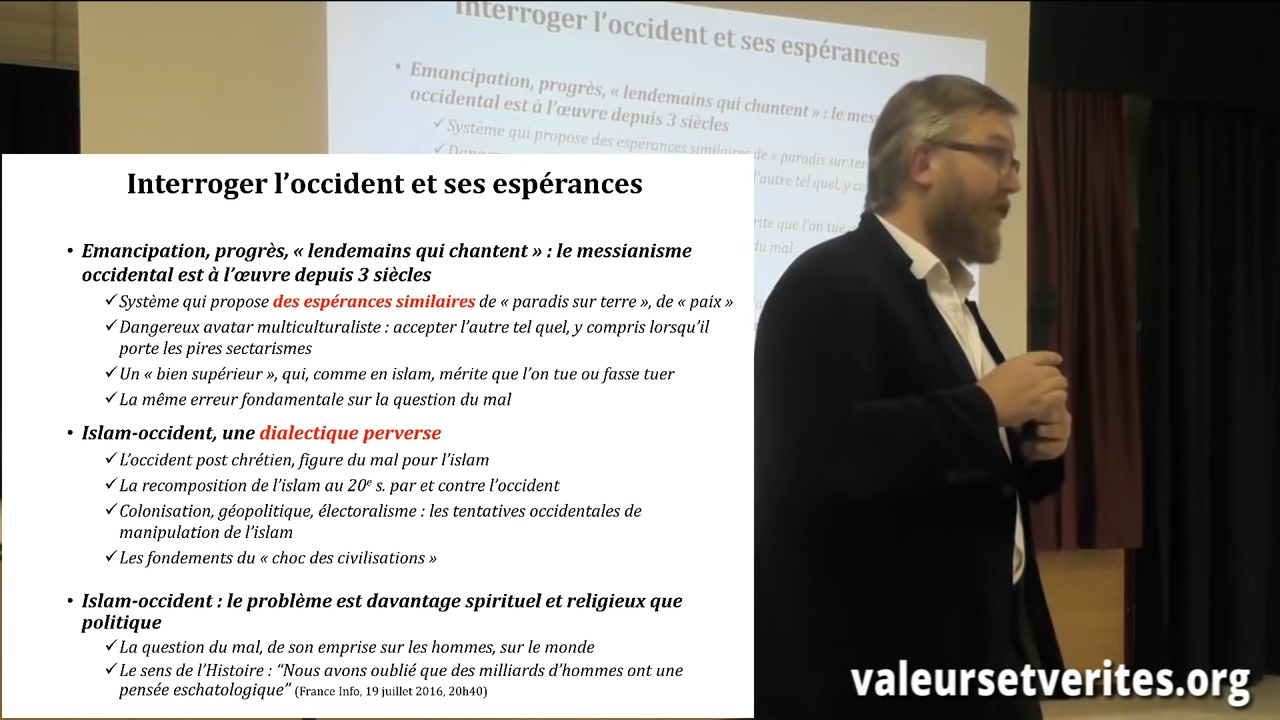 Interroger l’occident et ses espérances
• Emancipation, progrès, « lendemains qui chantent » : le mes
occidental est à l’œuvre depuis 3 siècles
✓ Système qui propose des espérances similaires de « paradis sur terr
l’autre tel quel, y co
rite que l’on tue
du mal
Interroger l’occident et ses espérances
• Emancipation, progrès, « lendemains qui chantent » : le messianisme
occidental est à l’œuvre depuis 3 siècles
✓ Système qui propose des espérances similaires de « paradis sur terre », de « paix »
✓ Dangereux avatar multiculturaliste : accepter l’autre tel quel, y compris lorsqu’il
porte les pires sectarismes
✓ Un « bien supérieur », qui, comme en islam, mérite que l’on tue ou fasse tuer
✓ La même erreur fondamentale sur la question du mal
• Islam-occident, une dialectique perverse
✓ L’occident post chrétien, figure du mal pour l’islam
✓ La recomposition de l’islam au 20e s. par et contre l’occident
✓ Colonisation, géopolitique, électoralisme : les tentatives occidentales de
manipulation de l’islam
✓ Les fondements du « choc des civilisations »
• Islam-occident : le problème est davantage spirituel et religieux que
politique
✓ La question du mal, de son emprise sur les hommes, sur le monde
✓ Le sens de l’Histoire : “Nous avons oublié que des milliards d’hommes ont une
pensée eschatologique” (France Info, 19 juillet 2016, 20h40)
valeursetverites.org